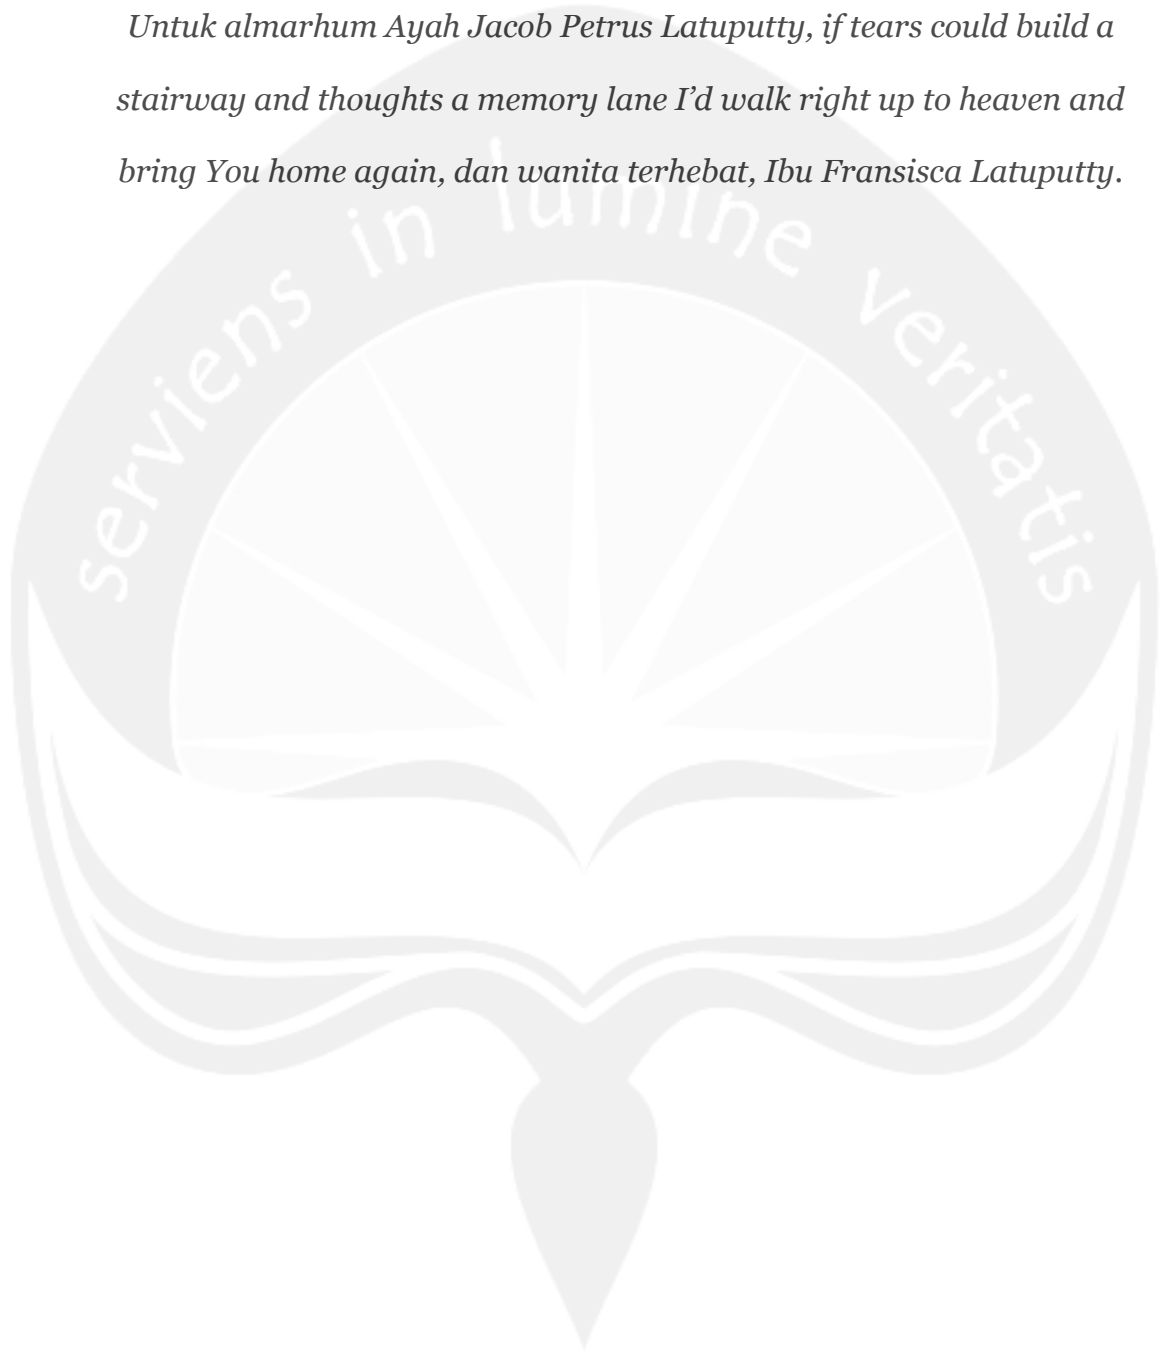 Untuk almarhum Ayah Jacob Petrus Latuputty, if tears could build a
stairway and thoughts a memory lane I’d walk right up to heaven and
bring You home again, dan wanita terhebat, Ibu Fransisca Latuputty.
serviens in lumine veritatis